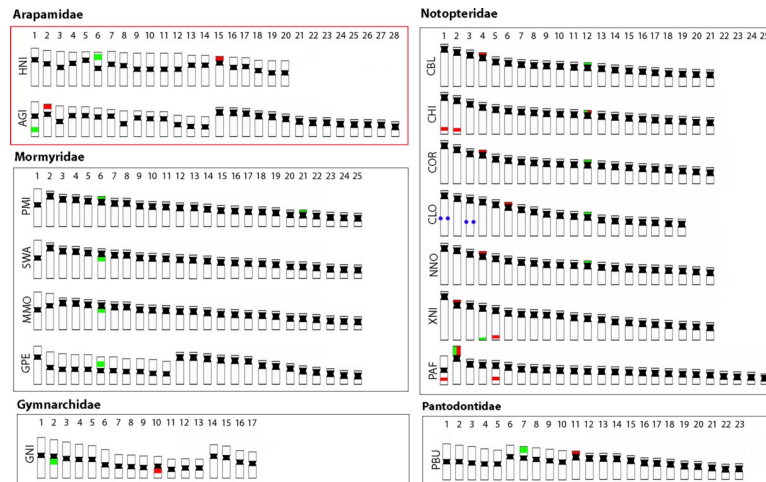 Arapamidae
1 2 3 4 5 6 7 8 9 10 11 12 13 14 15 16 17 18 19 20 21 22 23 24 25 26 27 28
HNI
AGI
Mormyridae
1 2 3 4 5 6 7 8 9 10 11 12 13 14 15 16 17 18 19 20 21 22 23 24 25
PMI
SWA
MMO
GPE
Gymnarchidae
1 2 3 4 5 6 7 8 9 10 11 12 13 14 15 16 17
GNI
Notopteridae
1 2 3 4 5 6 7 8 9 10 11 12 13 14 15 16 17 18 19 20 21 22 23 24 25
CBL
CHI
COR
CLO
NNO
XNI
PAF
Pantodontidae
1 2 3 4 5 6 7 8 9 10 11 12 13 14 15 16 17 18 19 20 21 22 23
PBU